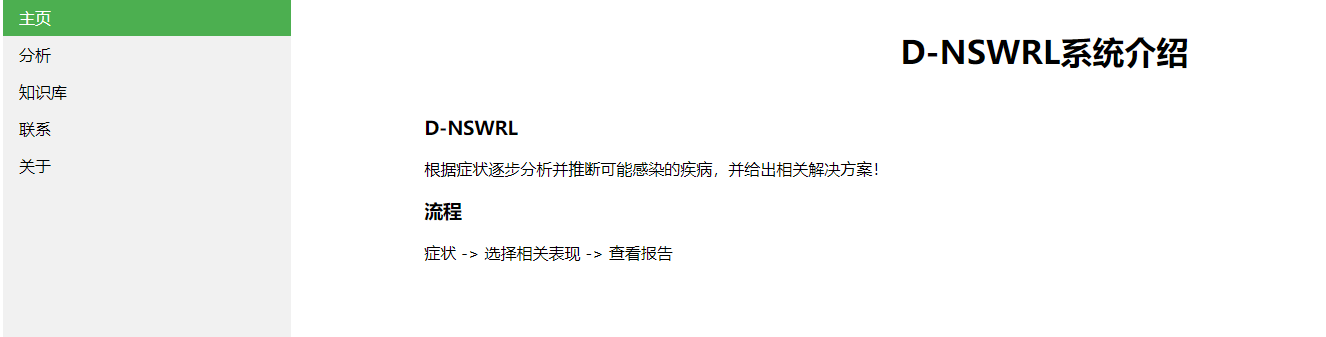 主页
分析
知识库
联系
关于
D-NSWRL系统介绍
D-NSWRL
根据症状逐步分析并推断可能感染的疾病，并给出相关解决方案！
流程
症状 -> 选择相关表现 -> 查看报告